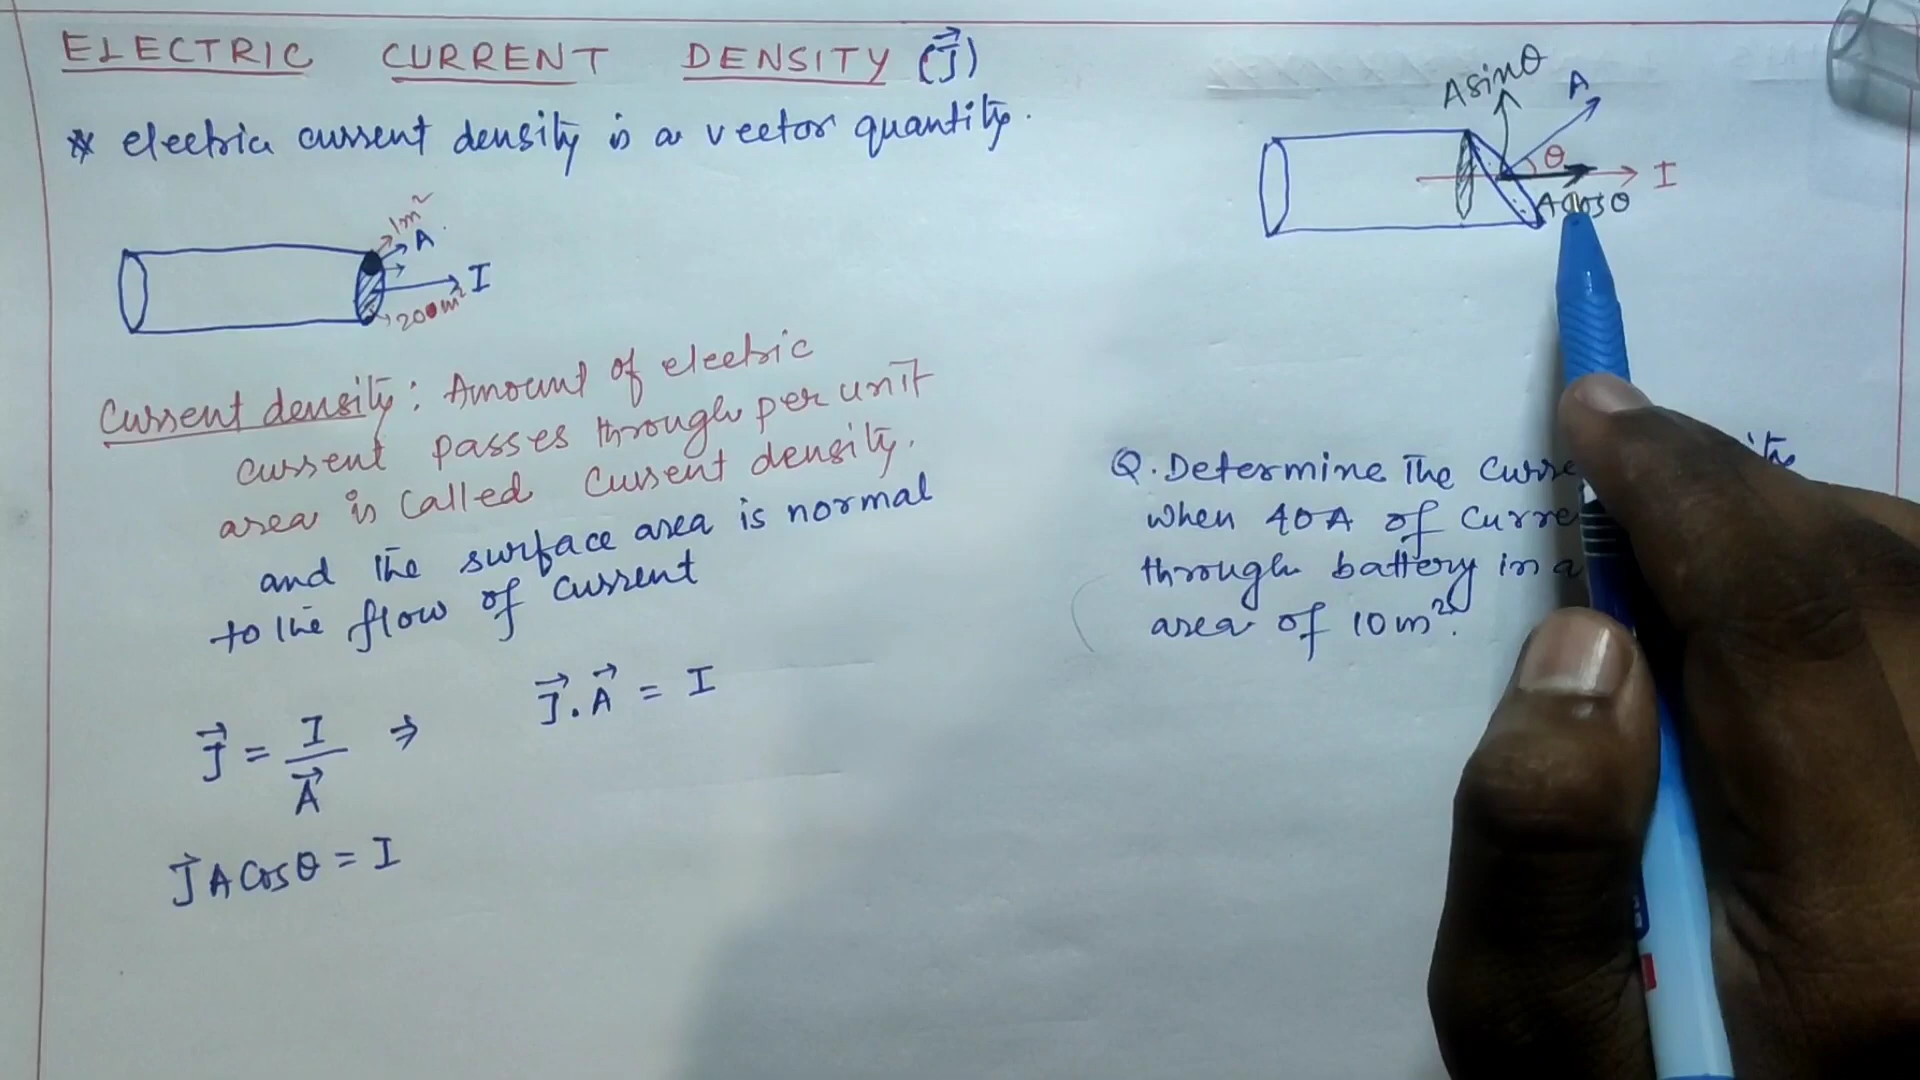 ELECTRIC CURRENT DENSITY (J⃗)
* electric current density is a vector quantity.
1m²
A
I
200m²
Current density: Amount of electric
current passes through per unit
area is called current density.
and the surface area is normal
to the flow of current
J⃗ = I / A⃗ ⇒ J⃗.A⃗ = I
J⃗ A Cosθ = I
Asinθ
A
θ
I
Acosθ
Q. Determine The
when 40A of
through battery in a
area of 10m².